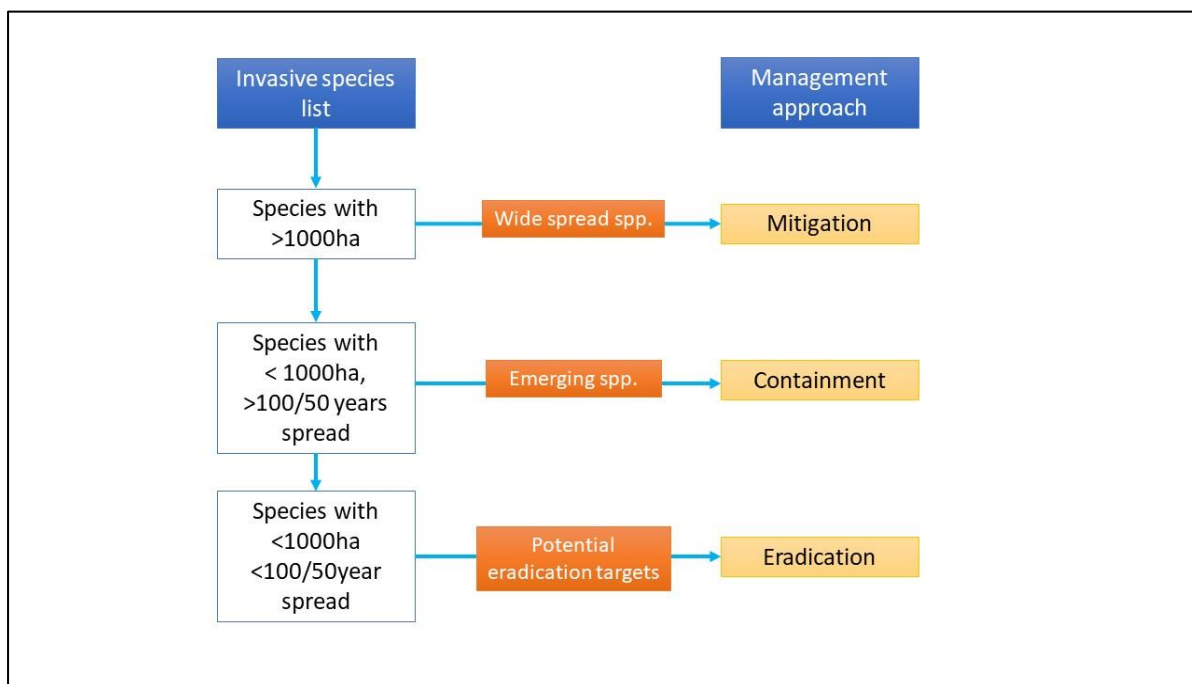 Invasive species
list
Management
approach
Species with
>1000ha
Wide spread spp.
Mitigation
Species with
< 1000ha,
>100/50 years
spread
Emerging spp.
Containment
Species with
<1000ha
<100/50year
spread
Potential
eradication targets
Eradication